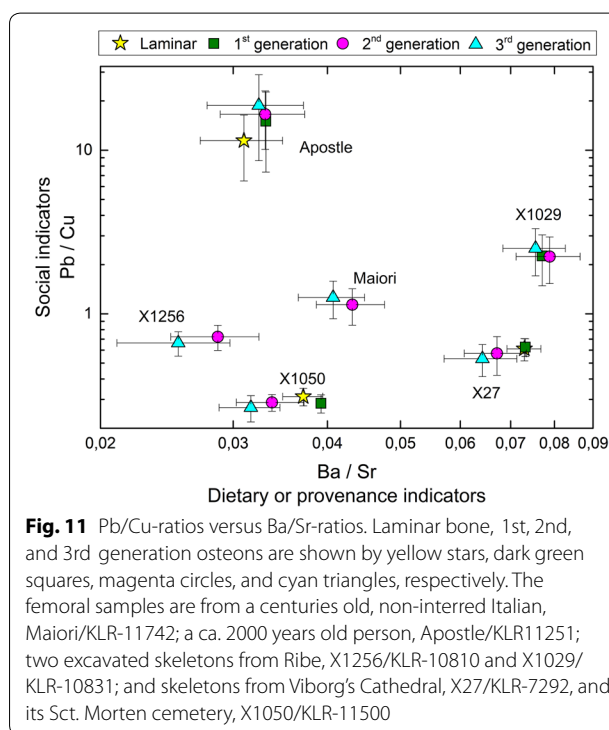 Laminar 1st generation 2nd generation 3rd generation
Social indicators
Pb / Cu
10
1
Apostle
X1029
Maiori
X1256
X1050
X27
0,02 0,03 0,04 0,05 0,06 0,07 0,08 0,09
Ba / Sr
Dietary or provenance indicators
Fig. 11 Pb/Cu-ratios versus Ba/Sr-ratios. Laminar bone, 1st, 2nd,
and 3rd generation osteons are shown by yellow stars, dark green
squares, magenta circles, and cyan triangles, respectively. The
femoral samples are from a centuries old, non-interred Italian,
Maiori/KLR-11742; a ca. 2000 years old person, Apostle/KLR11251;
two excavated skeletons from Ribe, X1256/KLR-10810 and X1029/
KLR-10831; and skeletons from Viborg's Cathedral, X27/KLR-7292, and
its Sct. Morten cemetery, X1050/KLR-11500